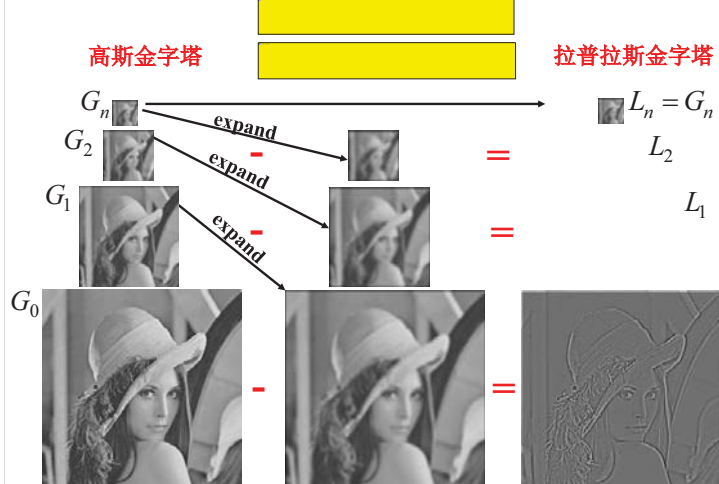 高斯金字塔
拉普拉斯金字塔
Gn
Ln = Gn
expand
G2
-
=
L2
expand
G1
-
=
L1
expand
G0
-
=